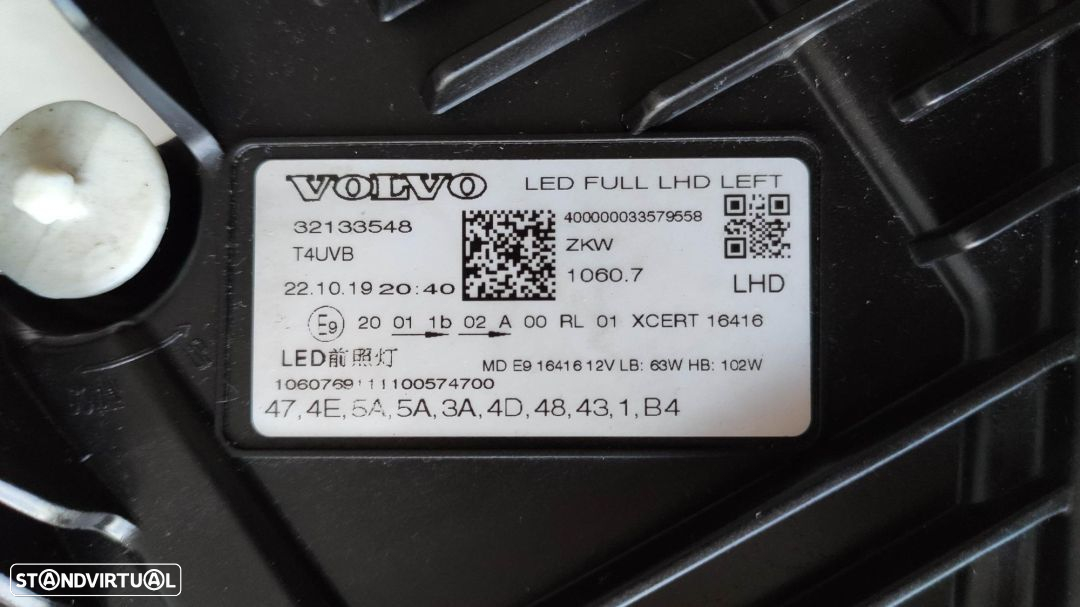 VOLVO LED FULL LHD LEFT
32133548 400000033579558
T4UVB ZKW
22.10.19 20:40 1060.7 LHD
E9 20 01 1b 02 A 00 RL 01 XCERT 16416
LED前照灯 MD E9 16416 12V LB: 63W HB: 102W
47,4E,5A,5A,3A,4D,48,43,1,B4
STANDVIRTUAL